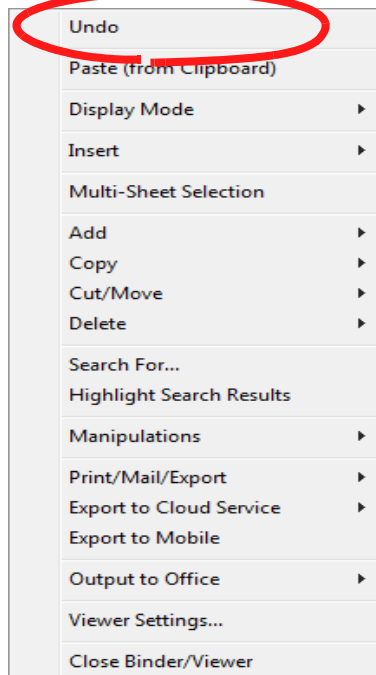 Undo
Paste (from Clipboard)
Display Mode
Insert
Multi-Sheet Selection
Add
Copy
Cut/Move
Delete
Search For...
Highlight Search Results
Manipulations
Print/Mail/Export
Export to Cloud Service
Export to Mobile
Output to Office
Viewer Settings...
Close Binder/Viewer